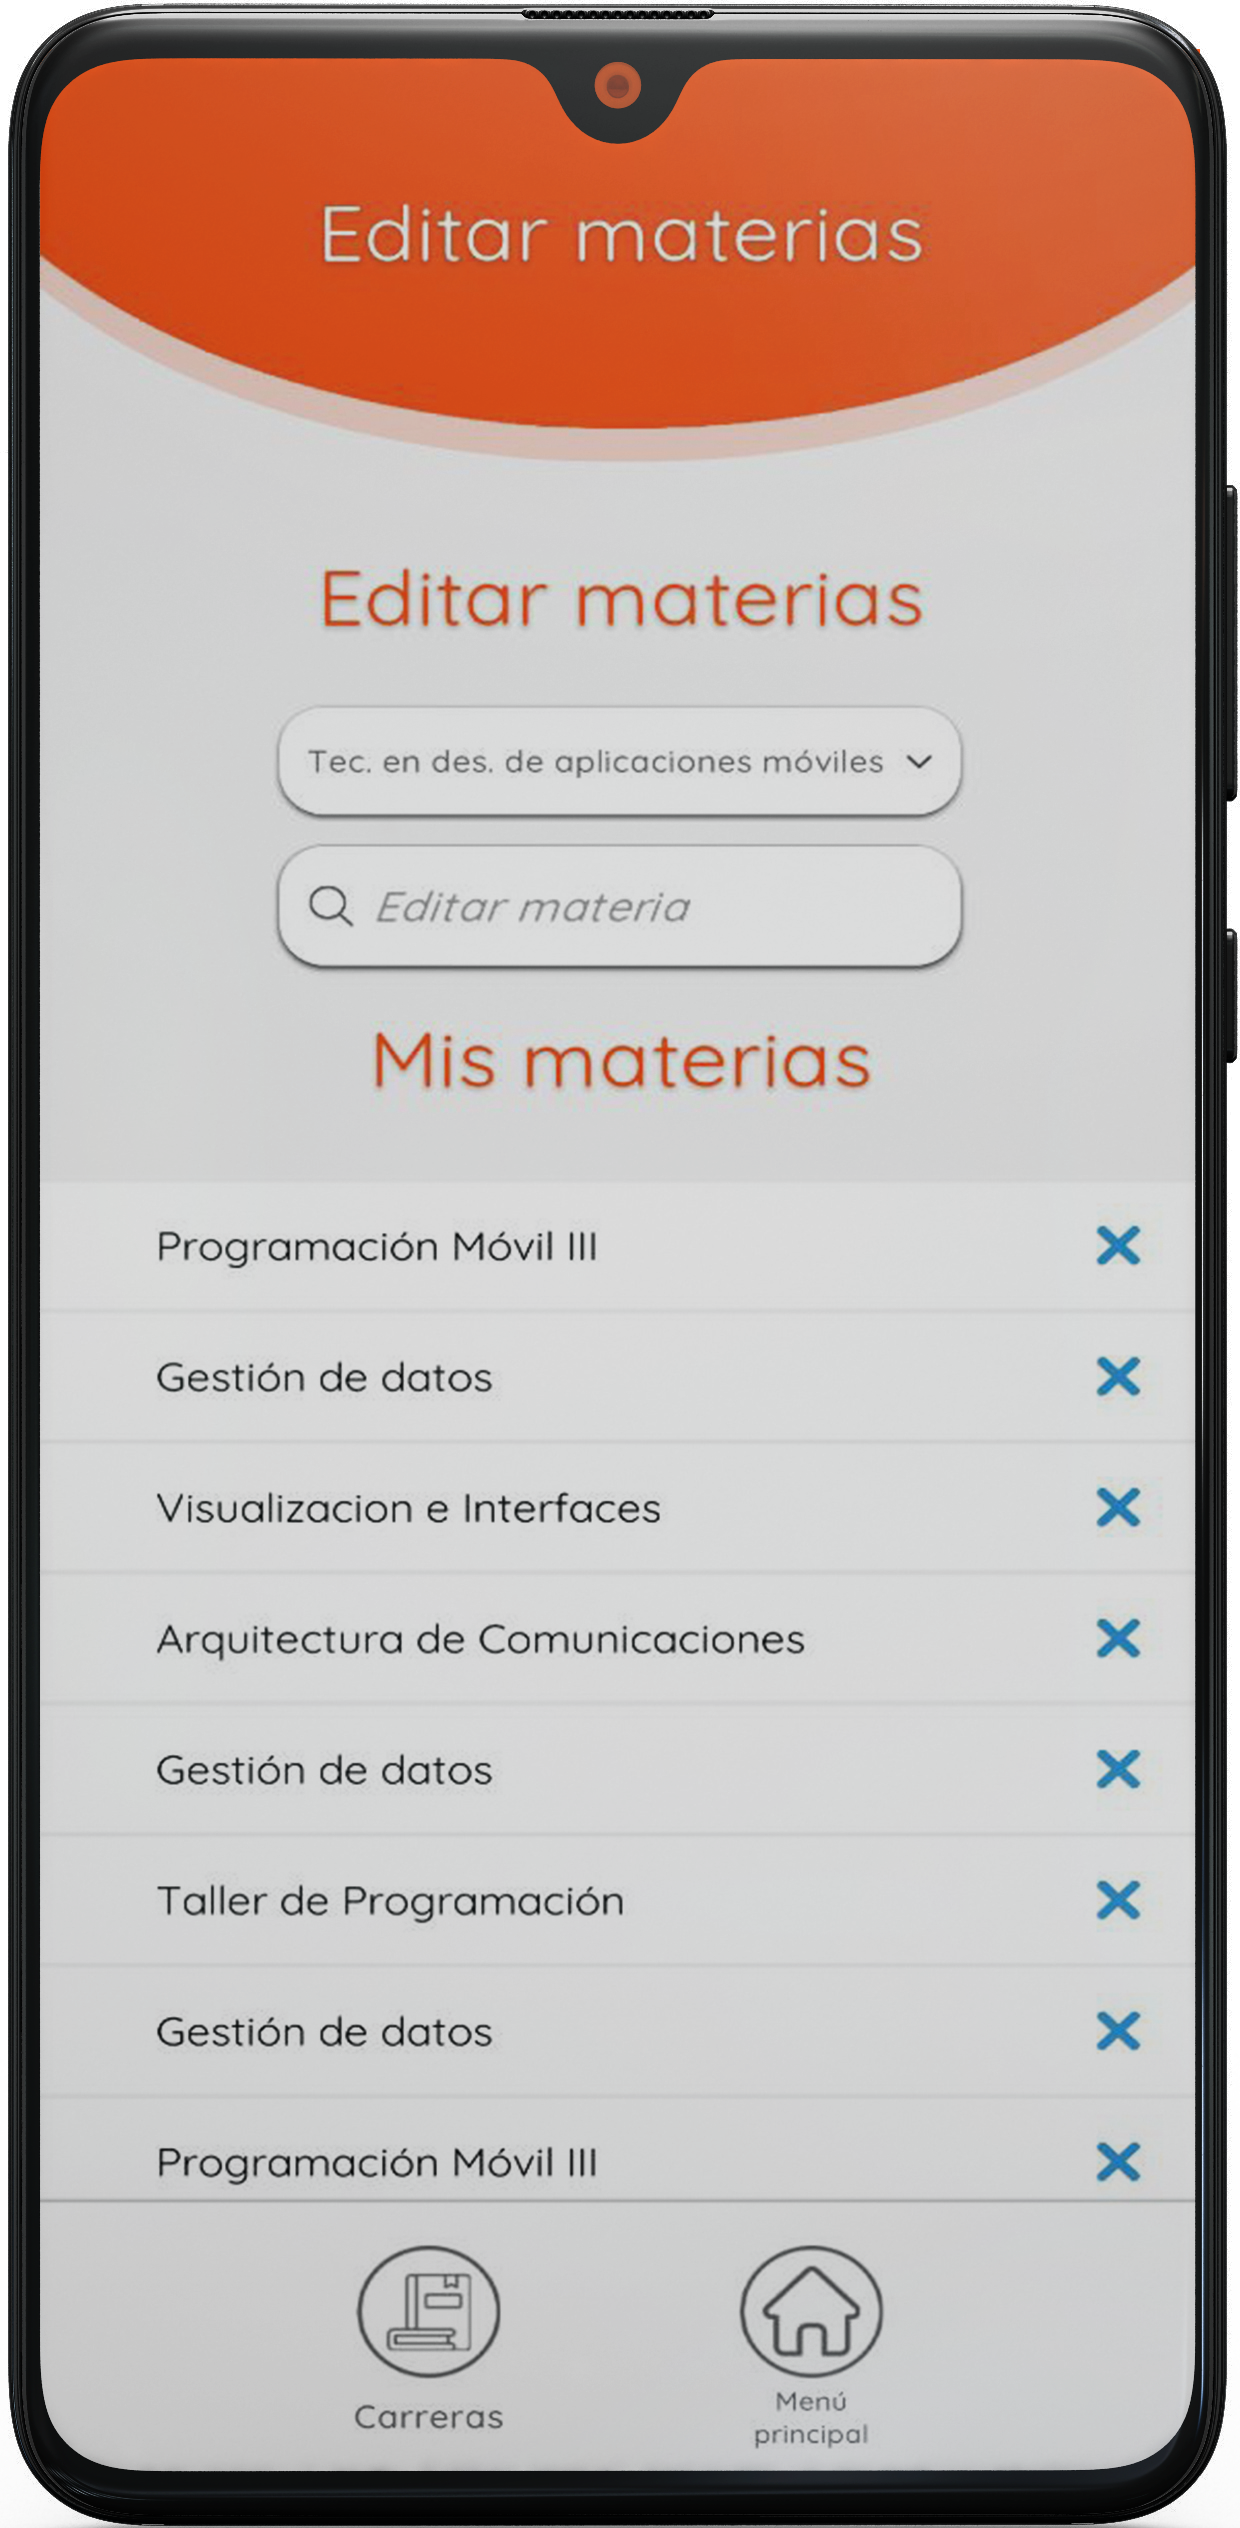 Editar materias
Editar materias
Tec. en des. de aplicaciones móviles
Editar materia
Mis materias
Programación Móvil III
Gestión de datos
Visualizacion e Interfaces
Arquitectura de Comunicaciones
Gestión de datos
Taller de Programación
Gestión de datos
Programación Móvil III
Carreras
Menú
principal